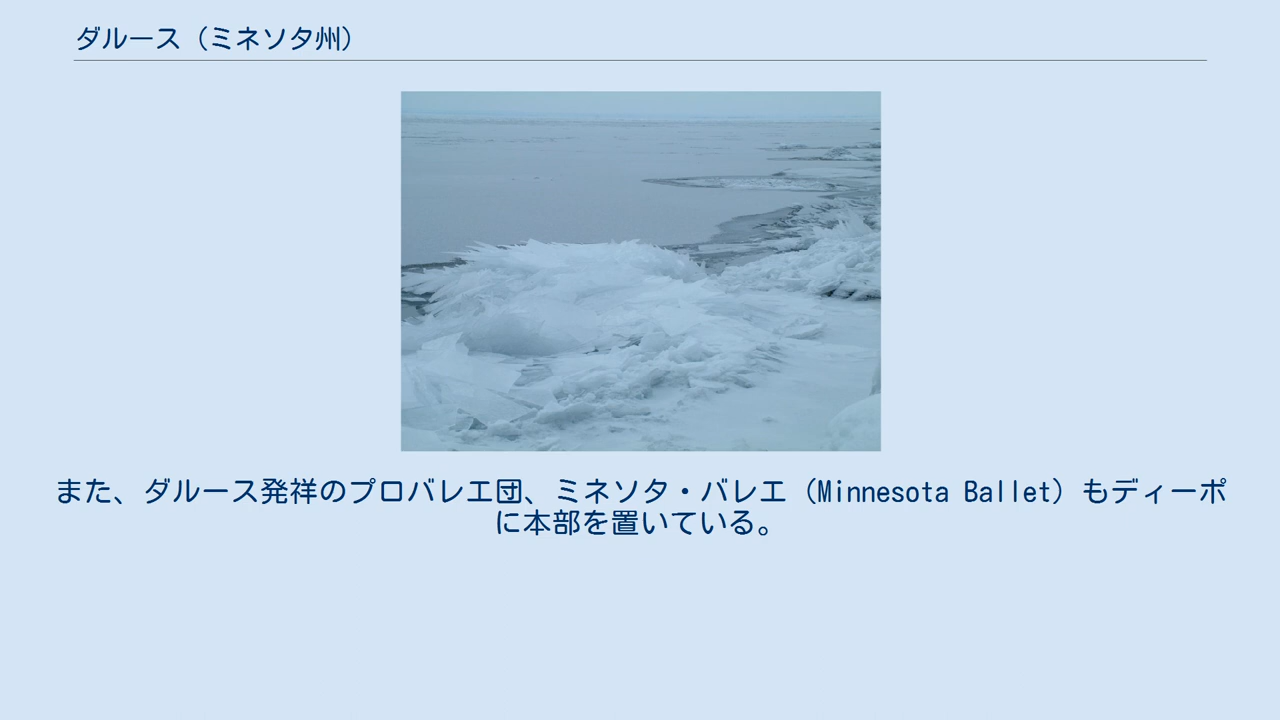 ダルース（ミネソタ州）
また、ダルース発祥のプロバレエ団、ミネソタ・バレエ（Minnesota Ballet）もディーポ
に本部を置いている。